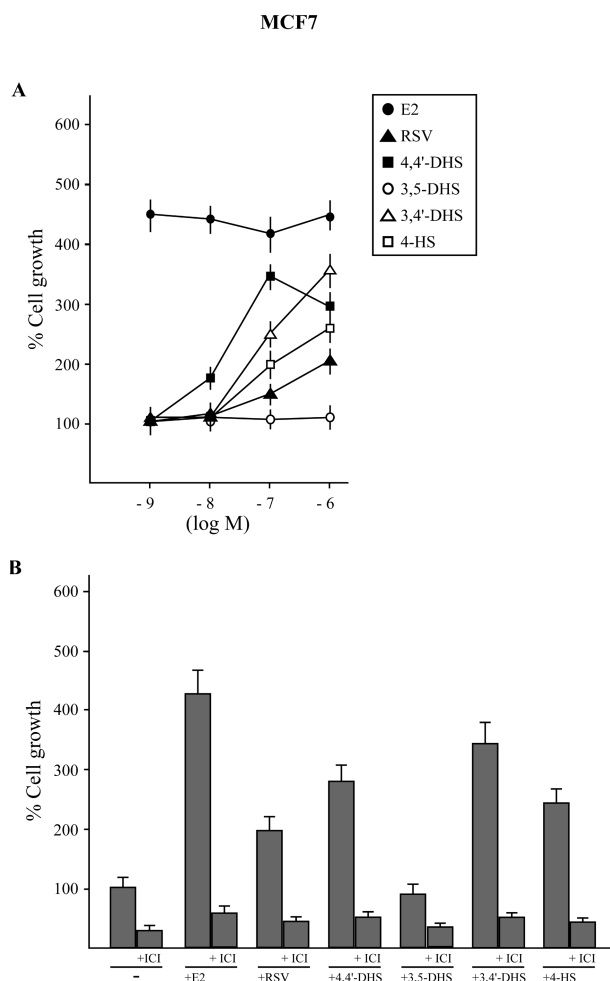 MCF7
A
600
500
400
300
200
100
% Cell growth
- 9 - 8 - 7 - 6
(log M)
E2
RSV
4,4'-DHS
3,5-DHS
3,4'-DHS
4-HS
B
600
500
400
300
200
100
% Cell growth
+ICI + ICI + ICI + ICI + ICI + ICI + ICI
- +E2 +RSV +4.4'-DHS +3.5-DHS +3.4'-DHS +4-HS